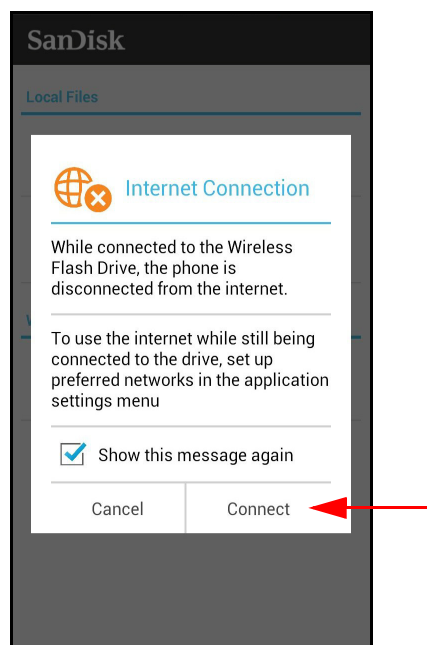 SanDisk
Local Files
Internet Connection
While connected to the Wireless
Flash Drive, the phone is
disconnected from the internet.
To use the internet while still being
connected to the drive, set up
preferred networks in the application
settings menu
Show this message again
Cancel
Connect